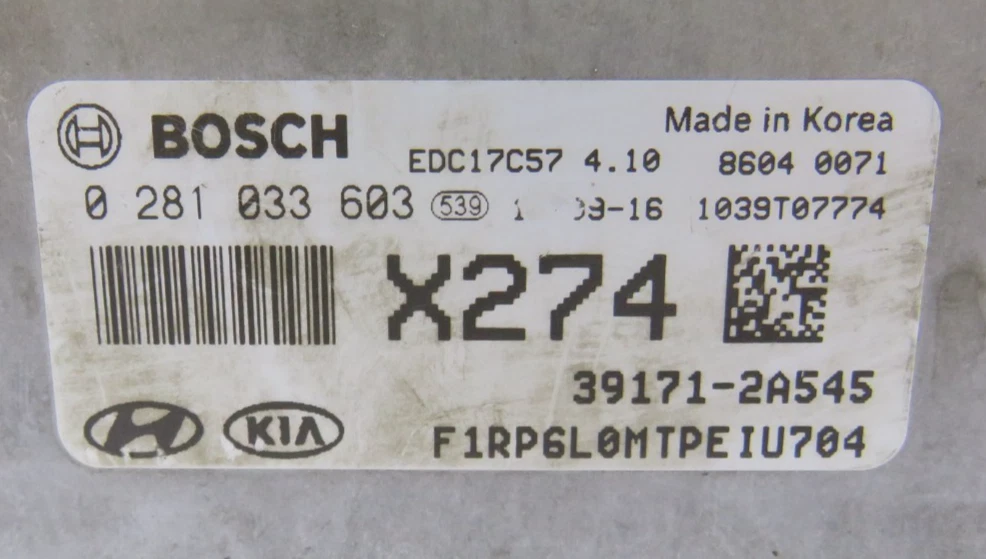 BOSCH
Made in Korea
EDC17C57 4.10 8604 0071
0 281 033 603 539 1039T07774
X274
39171-2A545
KIA F1RP6L0MTPEIU704